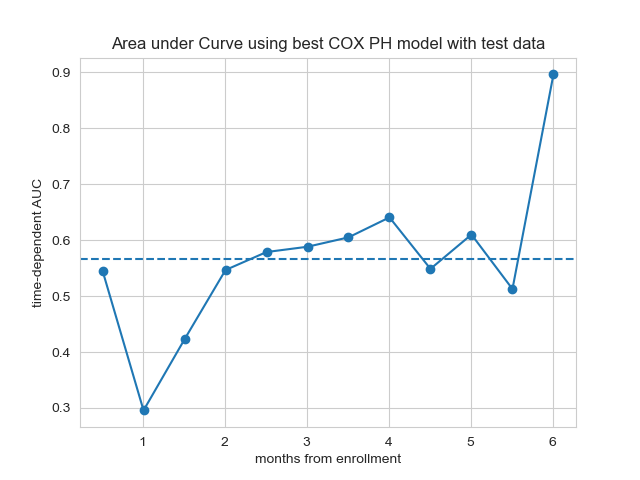 Area under Curve using best COX PH model with test data
0.9
0.8
0.7
0.6
0.5
0.4
0.3
time-dependent AUC
1 2 3 4 5 6
months from enrollment